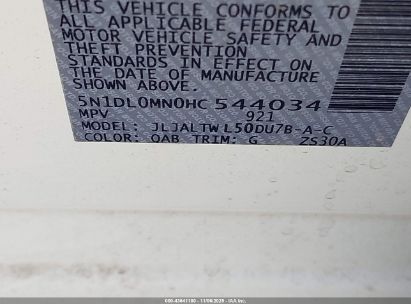 THIS VEHICLE CONFORMS TO
ALL APPLICABLE FEDERAL
MOTOR VEHICLE SAFETY AND
THEFT PREVENTION
STANDARDS IN EFFECT ON
THE DATE OF MANUFACTURE
SHOWN ABOVE.
5N1DL0MN0HC544034
MPV 921
MODEL: JLJALTWL50DU7B-A-C
COLOR: QAB TRIM: G ZS30A